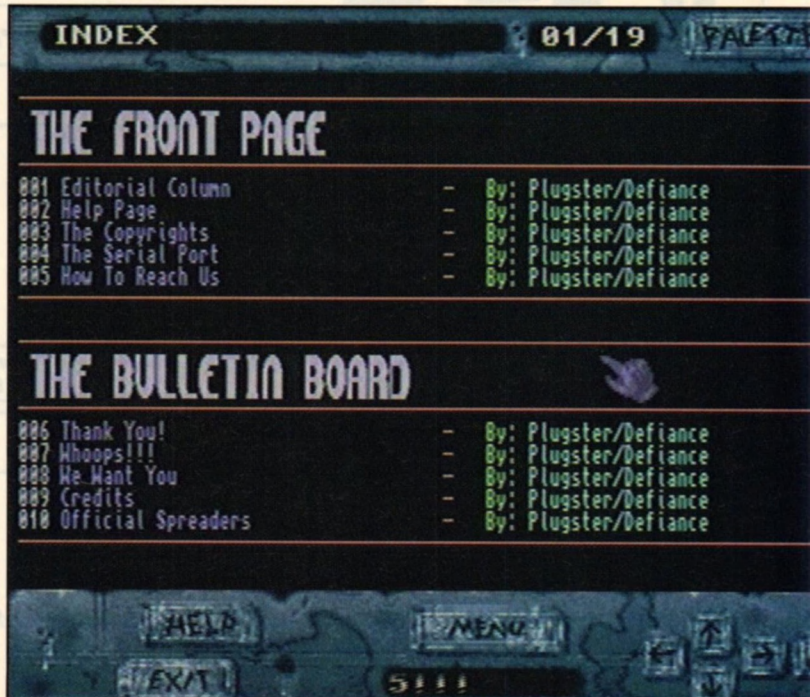 INDEX 01/19
THE FRONT PAGE
001 Editorial Column - By: Plugster/Defiance
002 Help Page - By: Plugster/Defiance
003 The Copyrights - By: Plugster/Defiance
004 The Serial Port - By: Plugster/Defiance
005 How To Reach Us - By: Plugster/Defiance
THE BULLETIN BOARD
006 Thank You! - By: Plugster/Defiance
007 Whoops!!! - By: Plugster/Defiance
008 We Want You - By: Plugster/Defiance
009 Credits - By: Plugster/Defiance
010 Official Spreaders - By: Plugster/Defiance
HELP MENU
EXIT!